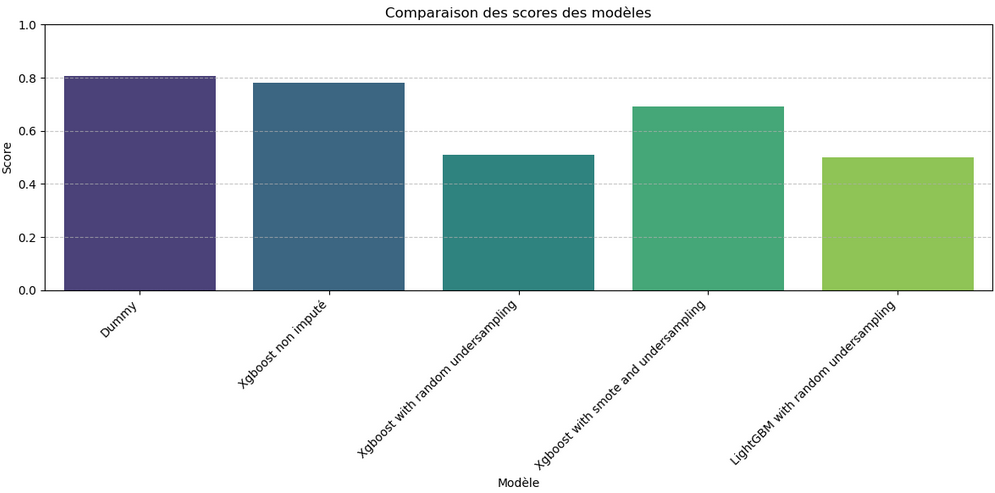 Comparaison des scores des modèles
Score
1.0
0.8
0.6
0.4
0.2
0.0
Dummy
Xgboost non imputé
Xgboost with random undersampling
Xgboost with smote and undersampling
LightGBM with random undersampling
Modèle